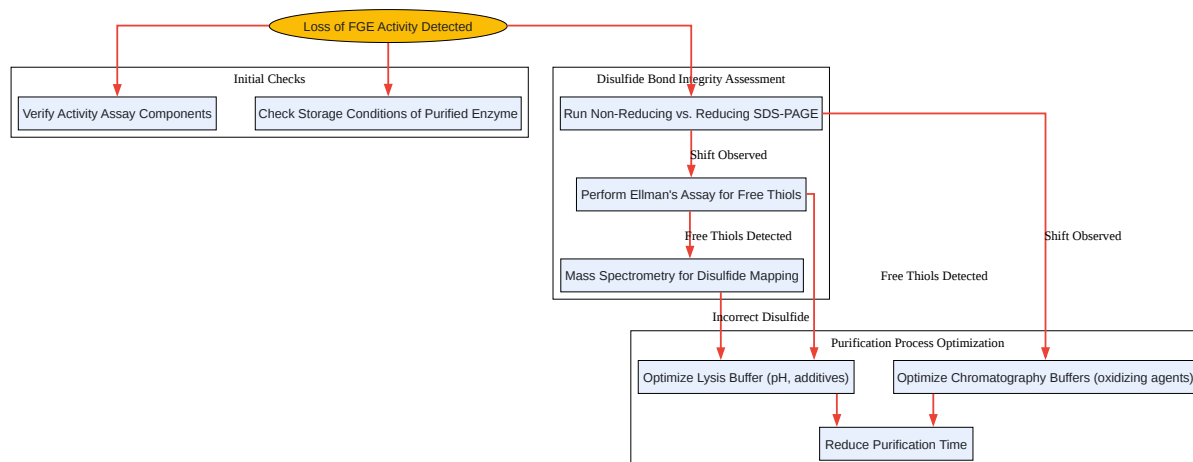 Loss of FGE Activity Detected
Initial Checks
Disulfide Bond Integrity Assessment
Verify Activity Assay Components
Check Storage Conditions of Purified Enzyme
Run Non-Reducing vs. Reducing SDS-PAGE
Shift Observed
Perform Ellman's Assay for Free Thiols
Free Thiols Detected
Shift Observed
Mass Spectrometry for Disulfide Mapping
Free Thiols Detected
Incorrect Disulfide
Purification Process Optimization
Optimize Lysis Buffer (pH, additives)
Optimize Chromatography Buffers (oxidizing agents)
Reduce Purification Time